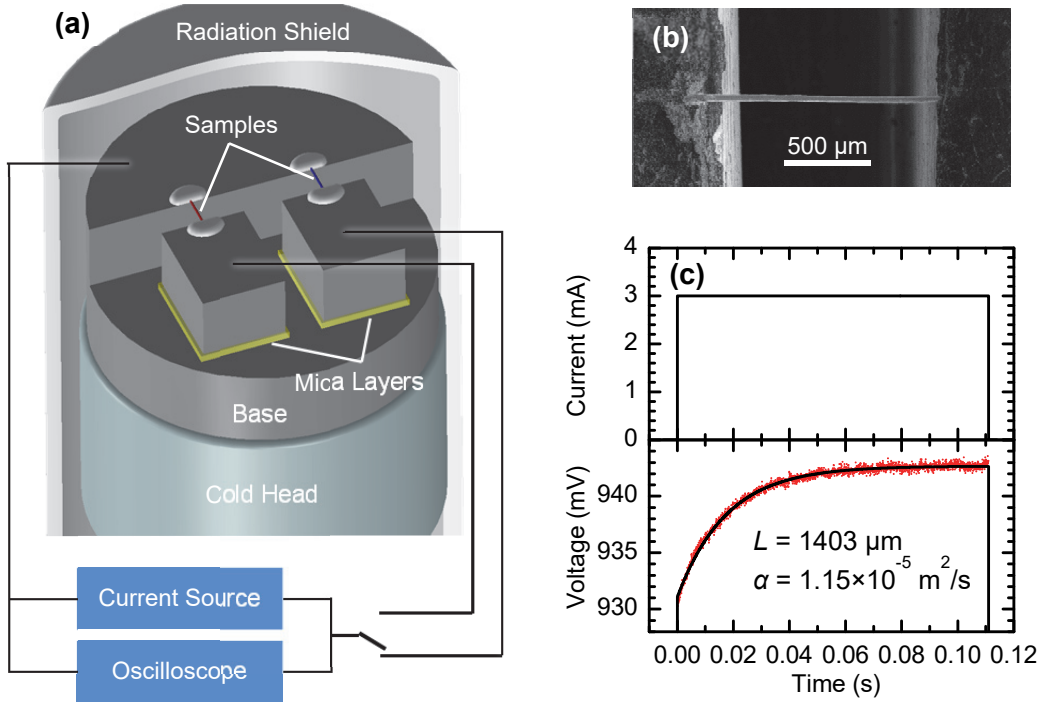 (a)
Radiation Shield
Samples
Mica Layers
Base
Cold Head
Current Source
Oscilloscope
(b)
500 μm
(c)
Current (mA)
4
3
2
1
0
Voltage (mV)
940
935
930
L = 1403 μm
α = 1.15×10⁻⁵ m²/s
0.00 0.02 0.04 0.06 0.08 0.10 0.12
Time (s)